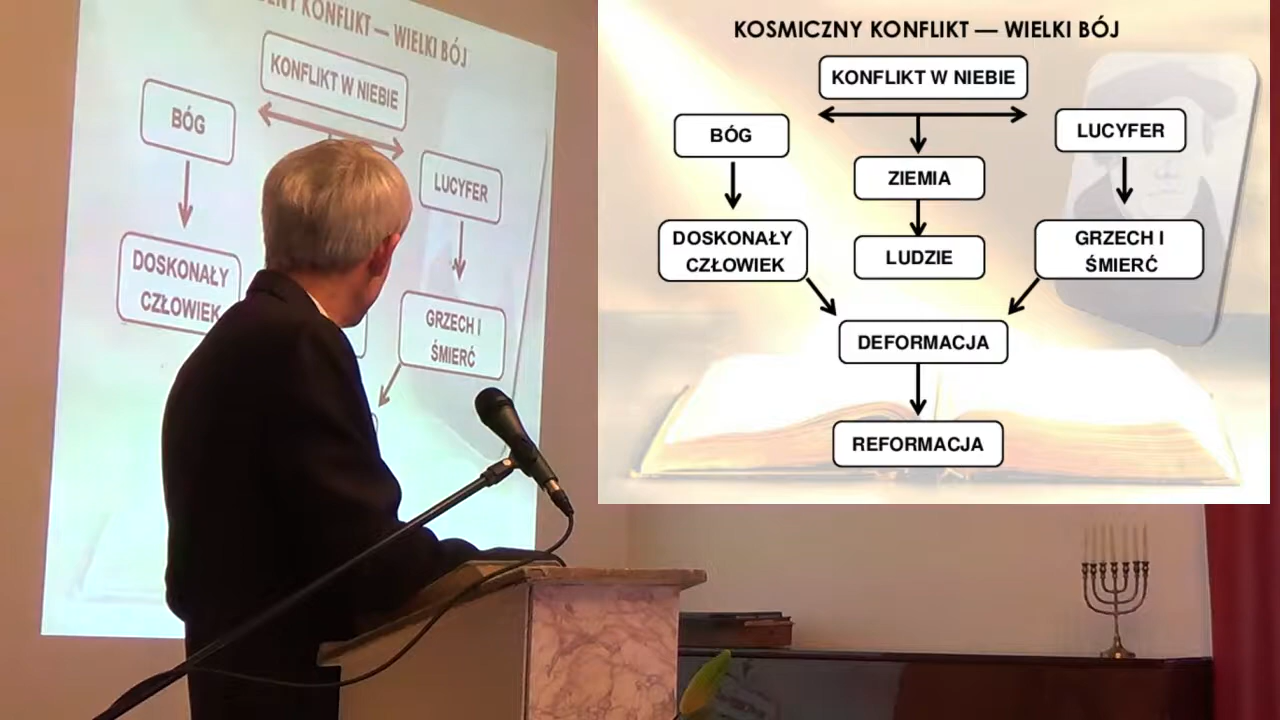 ZNY KONFLIKT — WIELKI BÓJ
KONFLIKT W NIEBIE
BÓG
LUCYFER
DOSKONAŁY
CZŁOWIEK
GRZECH I
ŚMIERĆ
KOSMICZNY KONFLIKT — WIELKI BÓJ
KONFLIKT W NIEBIE
BÓG
LUCYFER
ZIEMIA
DOSKONAŁY
CZŁOWIEK
LUDZIE
GRZECH I
ŚMIERĆ
DEFORMACJA
REFORMACJA